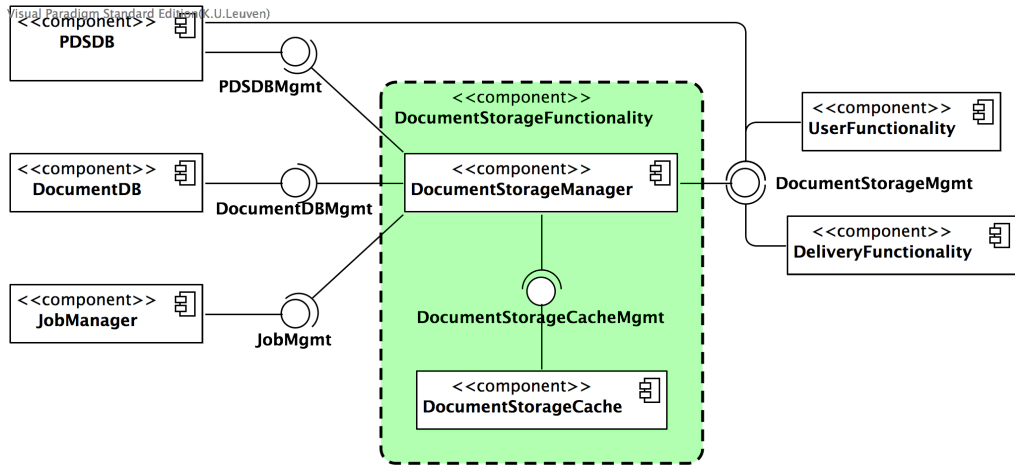 Visual Paradigm Standard Edition(K.U.Leuven)
<<component>>
PDSDB
PDSDBMgmt
<<component>>
DocumentStorageFunctionality
<<component>>
UserFunctionality
<<component>>
DocumentDB
DocumentDBMgmt
<<component>>
DocumentStorageManager
DocumentStorageMgmt
<<component>>
DeliveryFunctionality
<<component>>
JobManager
JobMgmt
DocumentStorageCacheMgmt
<<component>>
DocumentStorageCache